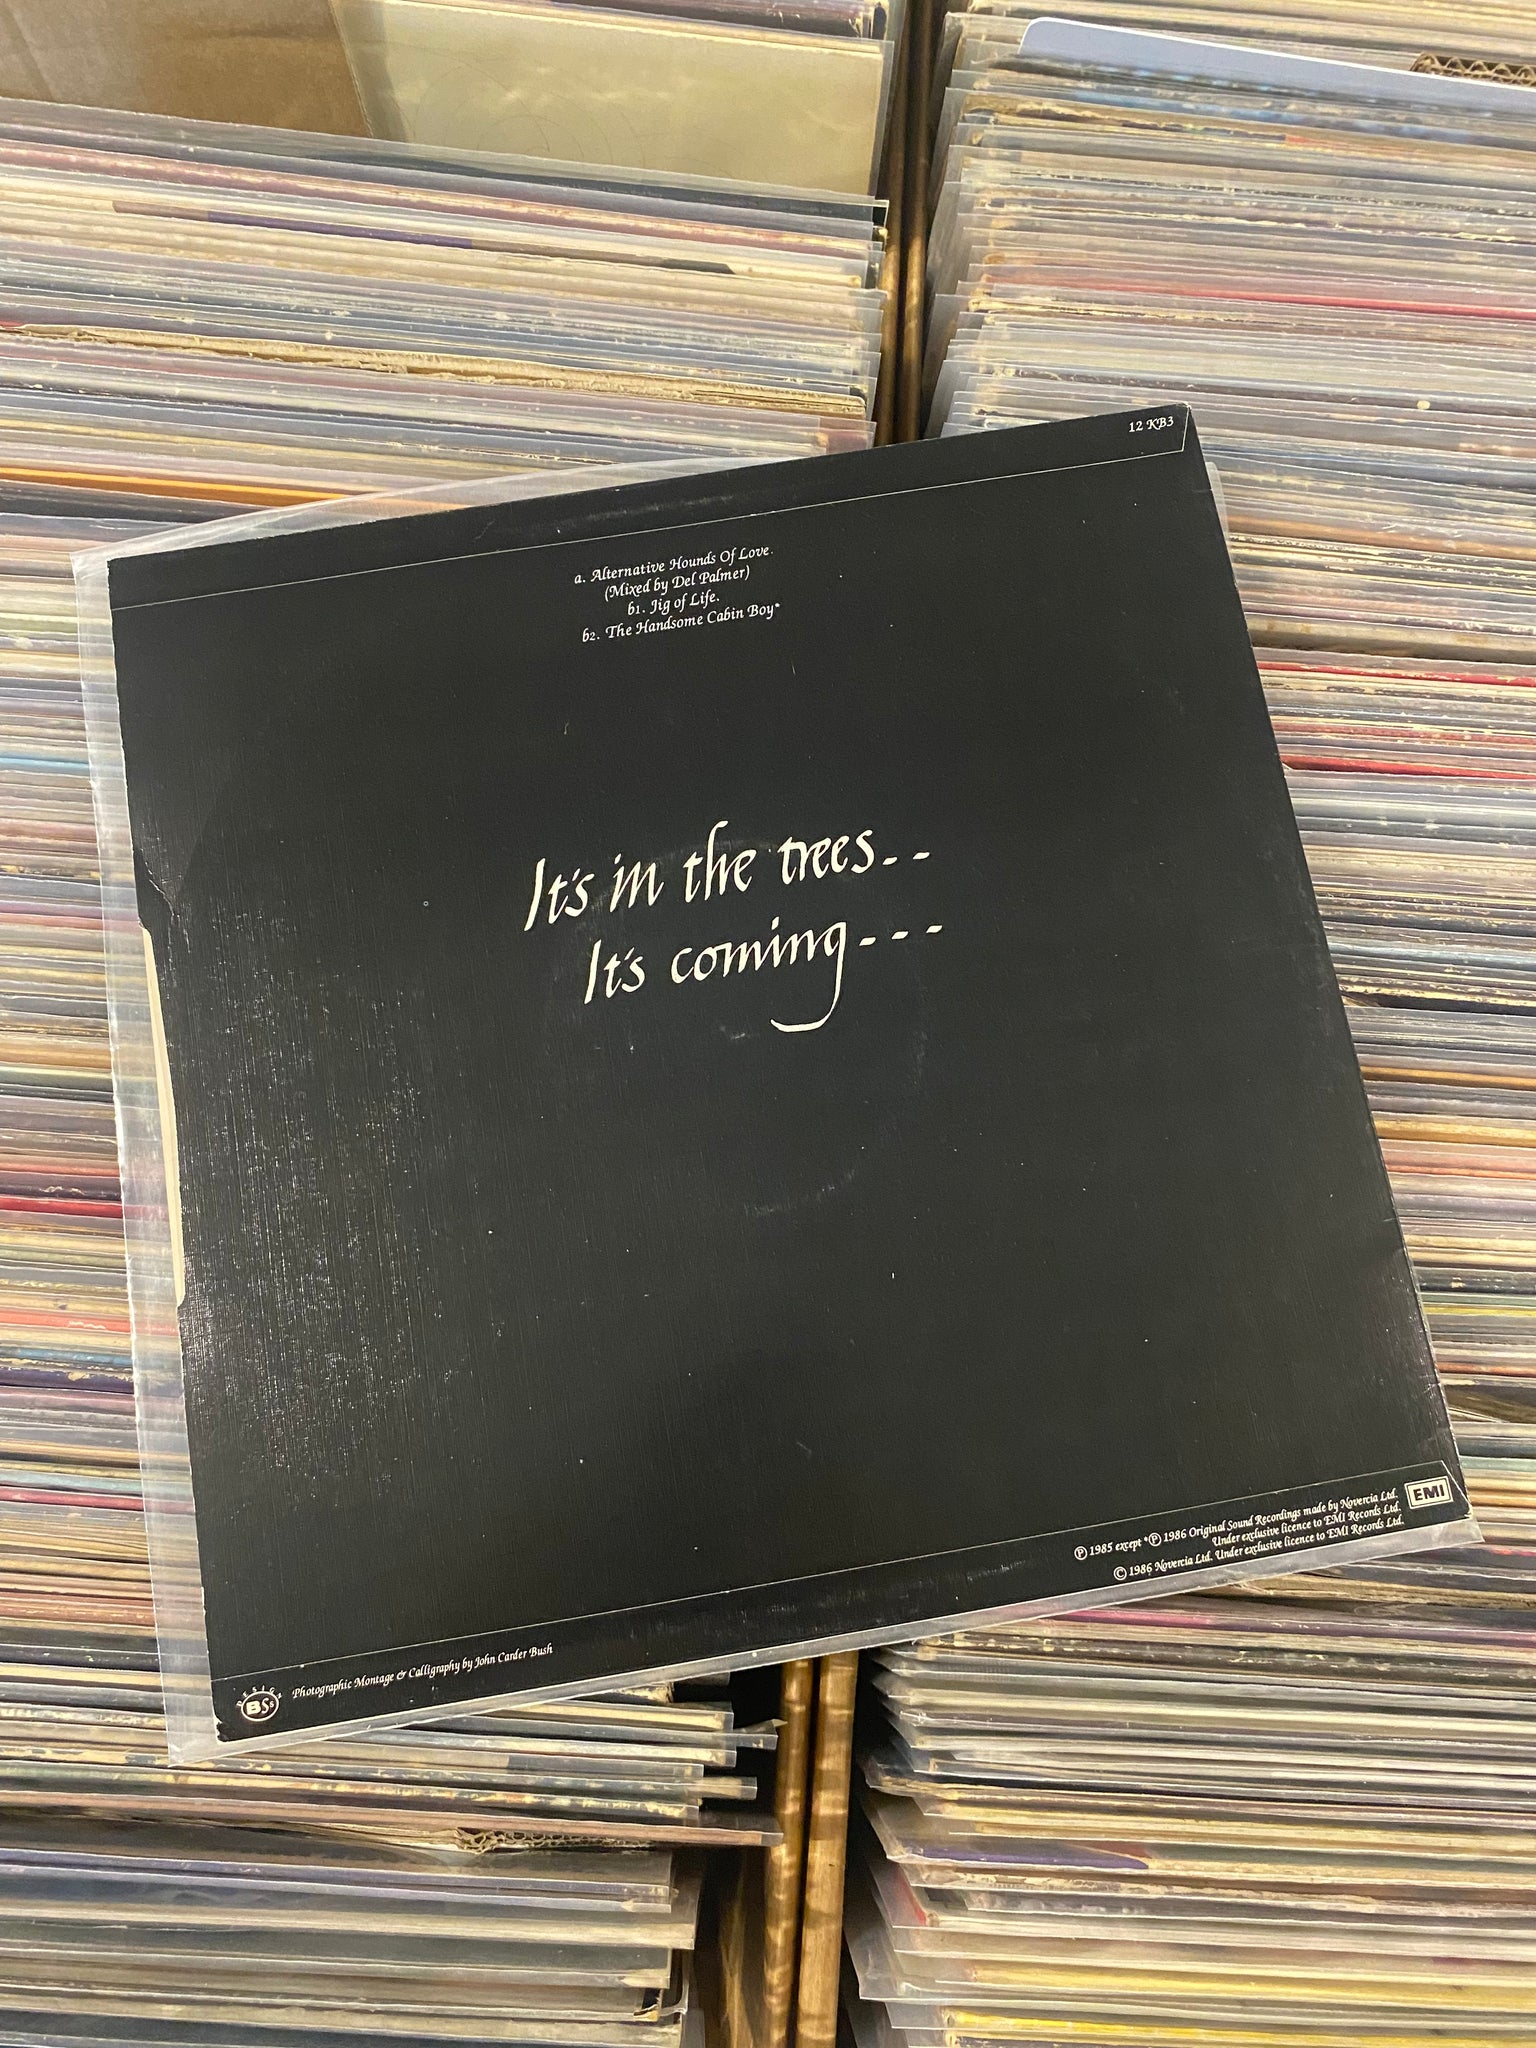 12 KB3
a. Alternative Hounds Of Love.
(Mixed by Del Palmer)
b1. Jig of Life.
b2. The Handsome Cabin Boy*
It's in the trees--
It's coming---
EMI
Ⓟ 1985 except *Ⓟ 1986 Original Sound Recordings made by Novercia Ltd.
Under exclusive licence to EMI Records Ltd.
© 1986 Novercia Ltd. Under exclusive licence to EMI Records Ltd.
DESIGN
BSs
Photographic Montage & Calligraphy by John Carder Bush